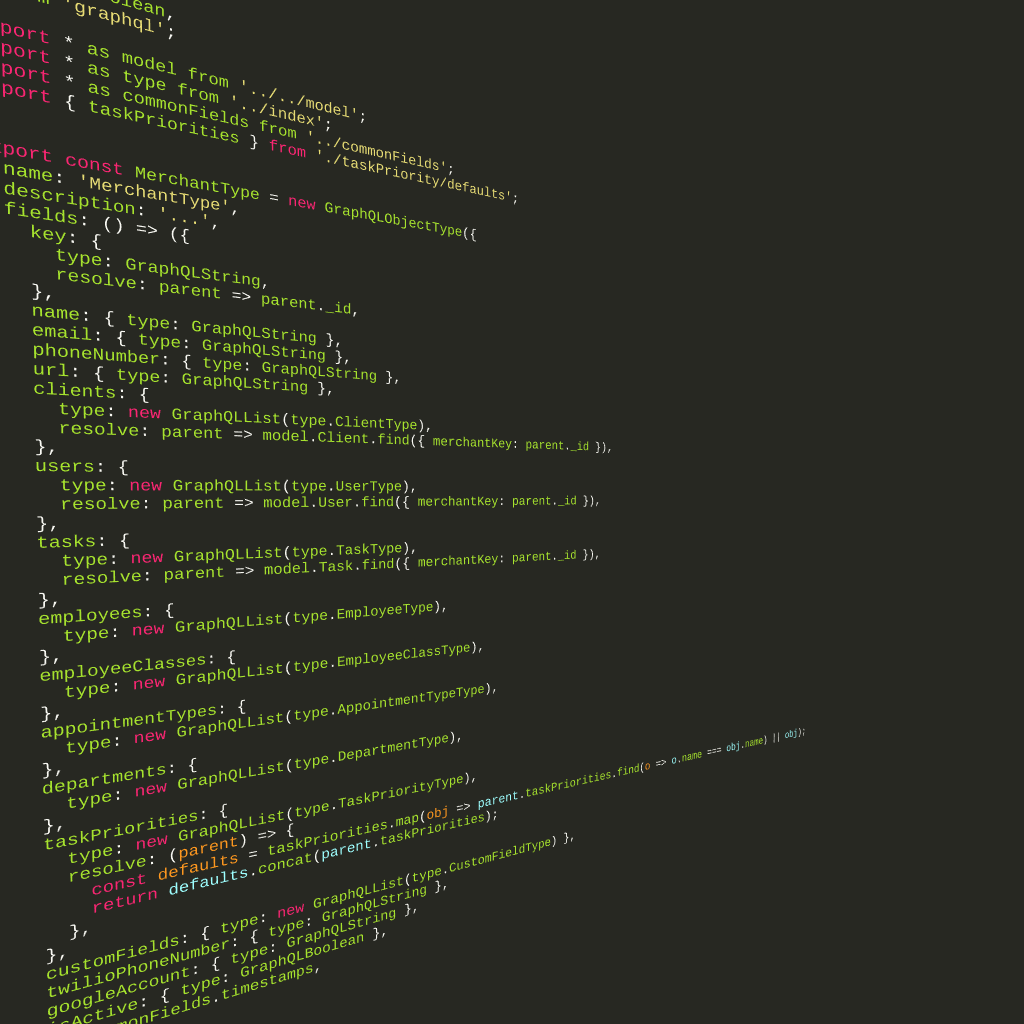 olean,
'graphql';
port * as model from '../../model';
port * as type from '../index';
port * as commonFields from './commonFields';
port { taskPriorities } from './taskPriority/defaults';
port const MerchantType = new GraphQLObjectType({
name: 'MerchantType',
description: '...',
fields: () => ({
key: {
type: GraphQLString,
resolve: parent => parent._id,
},
name: { type: GraphQLString },
email: { type: GraphQLString },
phoneNumber: { type: GraphQLString },
url: { type: GraphQLString },
clients: {
type: new GraphQLList(type.ClientType),
resolve: parent => model.Client.find({ merchantKey: parent._id }),
},
users: {
type: new GraphQLList(type.UserType),
resolve: parent => model.User.find({ merchantKey: parent._id }),
},
tasks: {
type: new GraphQLList(type.TaskType),
resolve: parent => model.Task.find({ merchantKey: parent._id }),
},
employees: {
type: new GraphQLList(type.EmployeeType),
},
employeeClasses: {
type: new GraphQLList(type.EmployeeClassType),
},
appointmentTypes: {
type: new GraphQLList(type.AppointmentTypeType),
},
departments: {
type: new GraphQLList(type.DepartmentType),
},
taskPriorities: {
type: new GraphQLList(type.TaskPriorityType),
resolve: (parent) => {
const defaults = taskPriorities.map(obj => parent.taskPriorities.find(o => o.name === obj.name) || obj);
return defaults.concat(parent.taskPriorities);
},
},
customFields: { type: new GraphQLList(type.CustomFieldType) },
twilioPhoneNumber: { type: GraphQLString },
googleAccount: { type: GraphQLString },
isActive: { type: GraphQLBoolean },
monFields.timestamps,